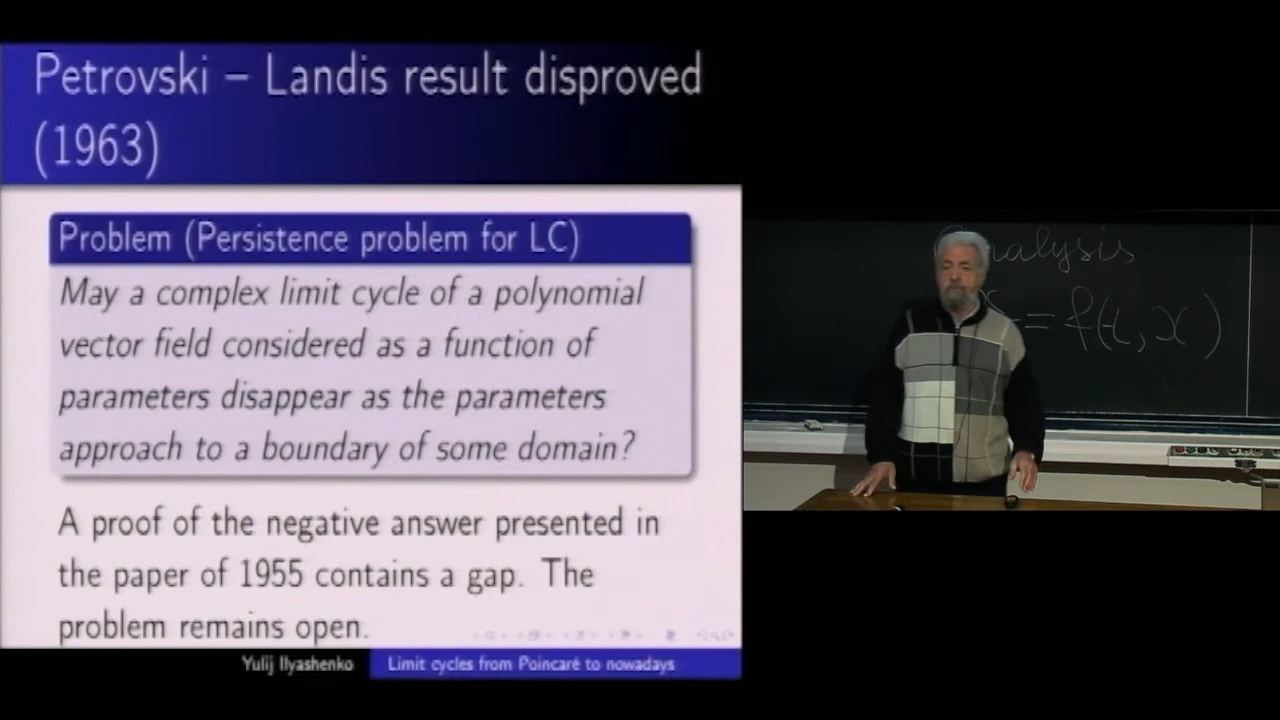 Petrovski – Landis result disproved
(1963)
Problem (Persistence problem for LC)
May a complex limit cycle of a polynomial
vector field considered as a function of
parameters disappear as the parameters
approach to a boundary of some domain?
A proof of the negative answer presented in
the paper of 1955 contains a gap. The
problem remains open.
Yulij Ilyashenko
Limit cycles from Poincaré to nowadays
= f(t, x)